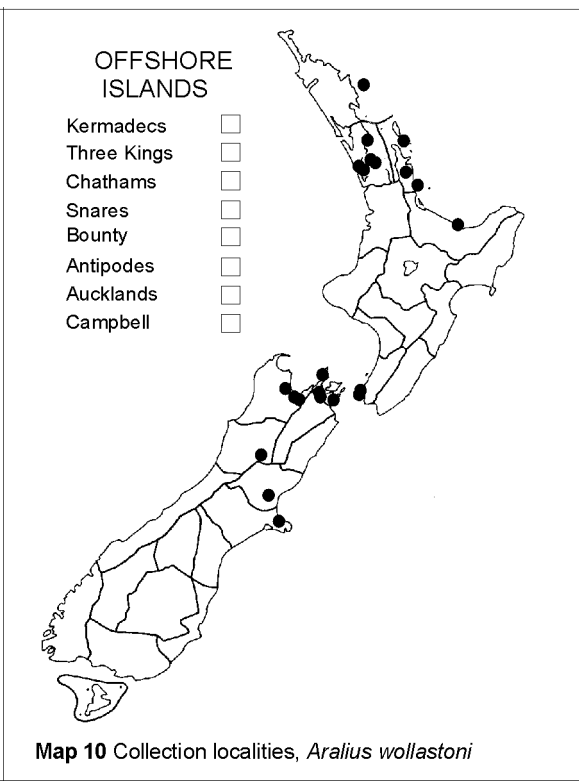 OFFSHORE
ISLANDS
Kermadecs
Three Kings
Chathams
Snares
Bounty
Antipodes
Aucklands
Campbell
Map 10 Collection localities, Aralius wollastoni